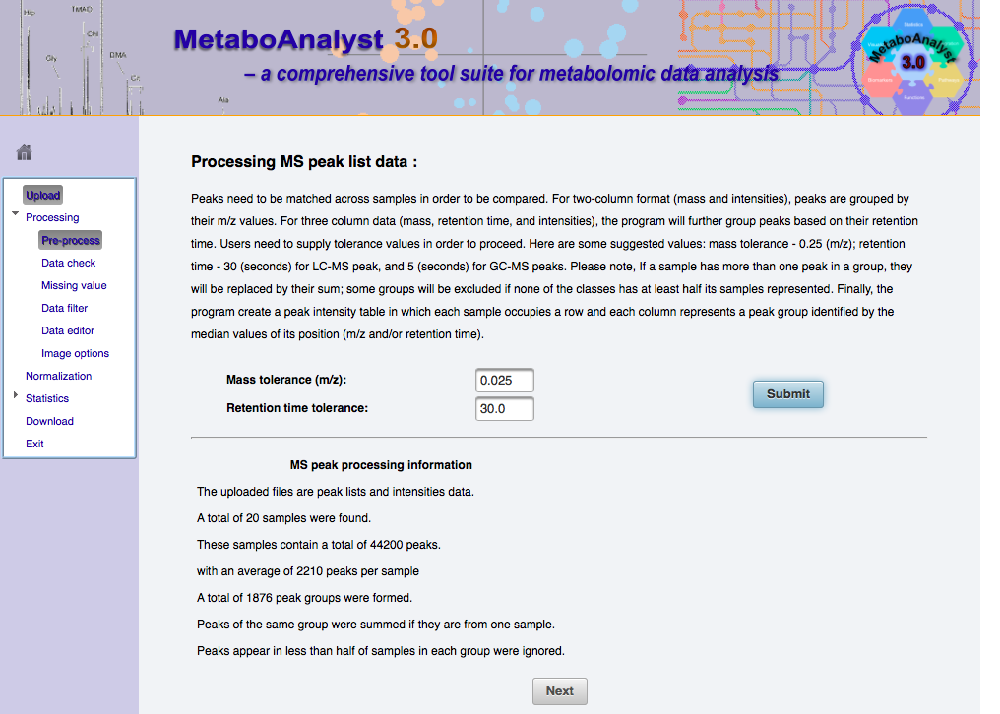 Hip
TMAO
Chl
Gly
DMA
Crt
Ala
MetaboAnalyst 3.0
– a comprehensive tool suite for metabolomic data analysis
MetaboAnalyst
3.0
Statistics
Biomarkers
Pathways
Functions
Upload
Processing
Pre-process
Data check
Missing value
Data filter
Data editor
Image options
Normalization
Statistics
Download
Exit
Processing MS peak list data :
Peaks need to be matched across samples in order to be compared. For two-column format (mass and intensities), peaks are grouped by
their m/z values. For three column data (mass, retention time, and intensities), the program will further group peaks based on their retention
time. Users need to supply tolerance values in order to proceed. Here are some suggested values: mass tolerance - 0.25 (m/z); retention
time - 30 (seconds) for LC-MS peak, and 5 (seconds) for GC-MS peaks. Please note, If a sample has more than one peak in a group, they
will be replaced by their sum; some groups will be excluded if none of the classes has at least half its samples represented. Finally, the
program create a peak intensity table in which each sample occupies a row and each column represents a peak group identified by the
median values of its position (m/z and/or retention time).
Mass tolerance (m/z): 0.025
Retention time tolerance: 30.0
Submit
MS peak processing information
The uploaded files are peak lists and intensities data.
A total of 20 samples were found.
These samples contain a total of 44200 peaks.
with an average of 2210 peaks per sample
A total of 1876 peak groups were formed.
Peaks of the same group were summed if they are from one sample.
Peaks appear in less than half of samples in each group were ignored.
Next